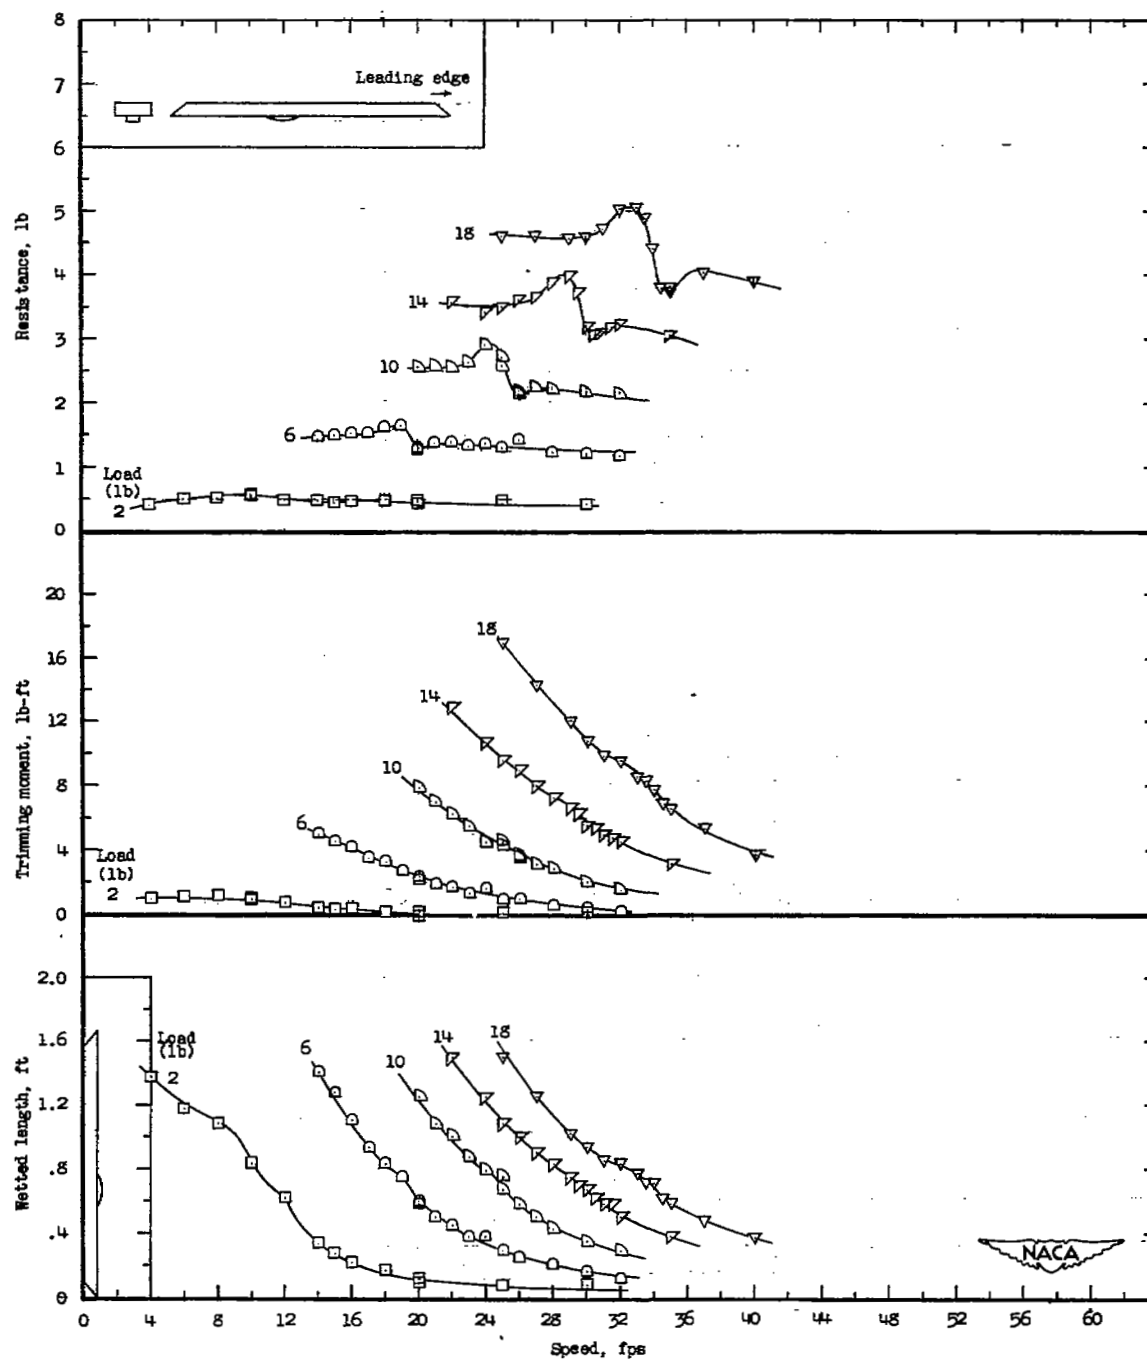 8
7
Leading edge
6
5
18
4
14
Resistance, lb
3
10
2
6
1
Load
(lb)
2
0
20
18
16
14
12
Trimming moment, lb-ft
10
8
6
4
Load
(lb)
2
0
2.0
1.6
Load
(lb)
2
6
10
14
18
1.2
Wetted length, ft
.8
.4
NACA
0
0 4 8 12 16 20 24 28 32 36 40 44 48 52 56 60
Speed, fps